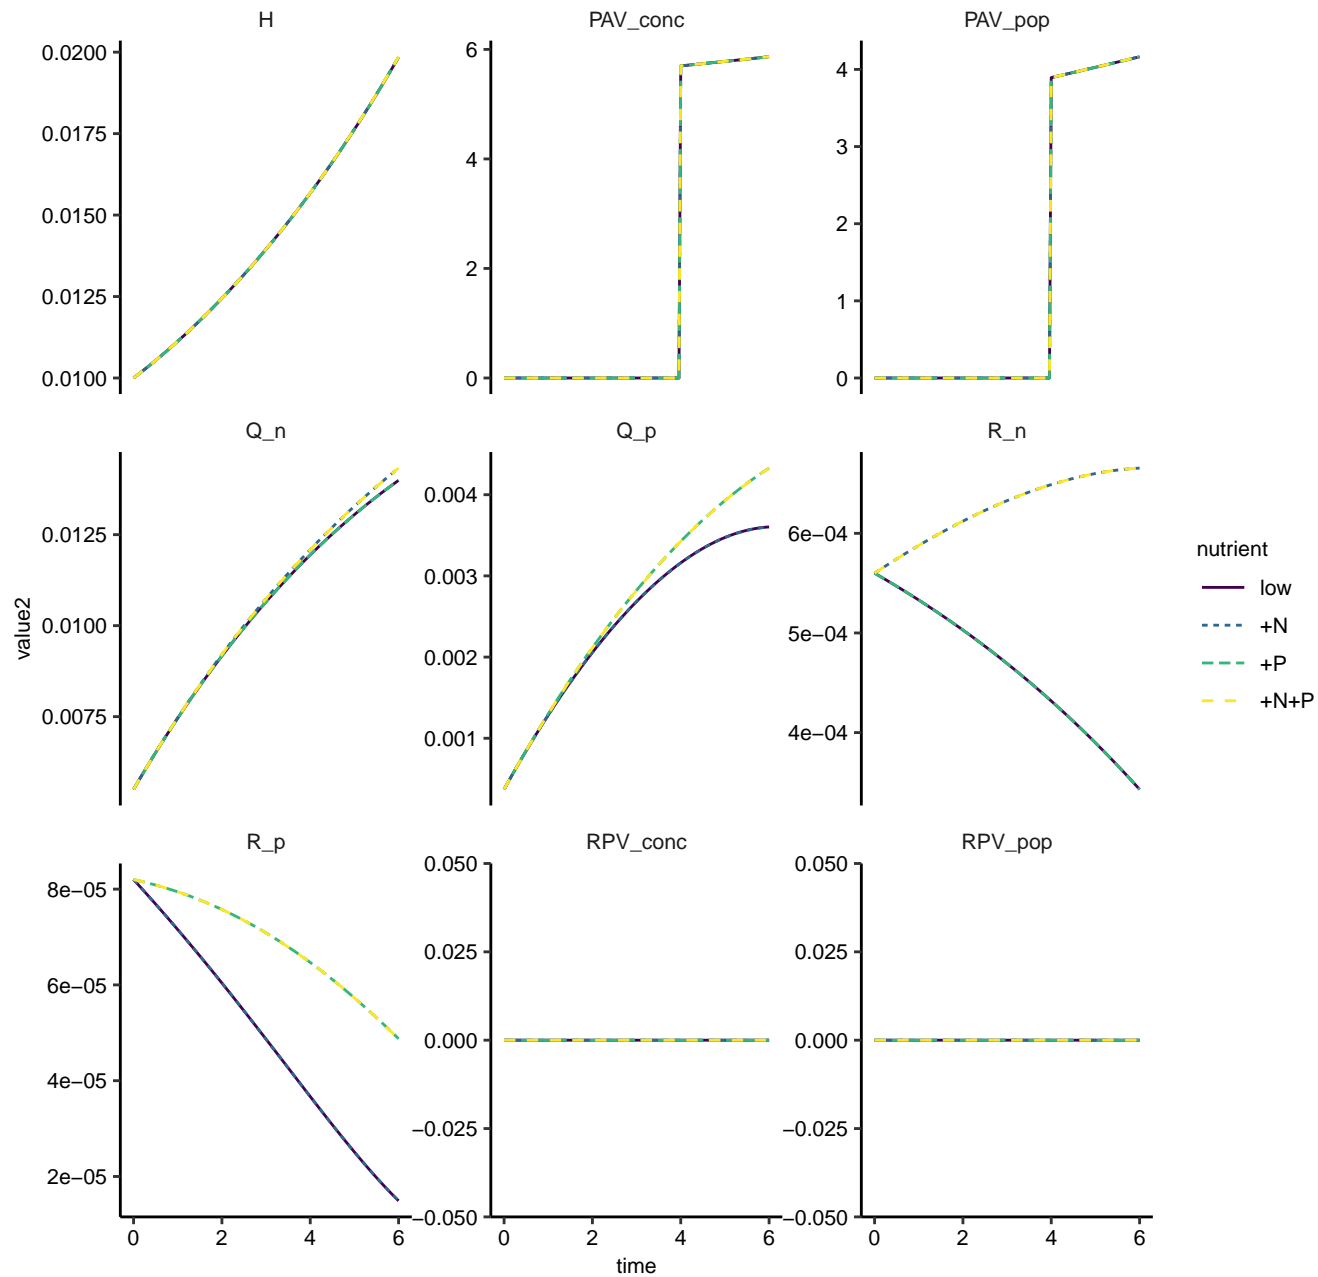 H
PAV_conc
PAV_pop
0.0200
0.0175
0.0150
0.0125
0.0100
6
4
2
0
4
3
2
1
0
Q_n
Q_p
R_n
0.0125
0.0100
0.0075
0.004
0.003
0.002
0.001
6e−04
5e−04
4e−04
R_p
RPV_conc
RPV_pop
8e−05
6e−05
4e−05
2e−05
0.050
0.025
0.000
−0.025
−0.050
0.050
0.025
0.000
−0.025
−0.050
0 2 4 6
0 2 4 6
0 2 4 6
time
value2
nutrient
low
+N
+P
+N+P